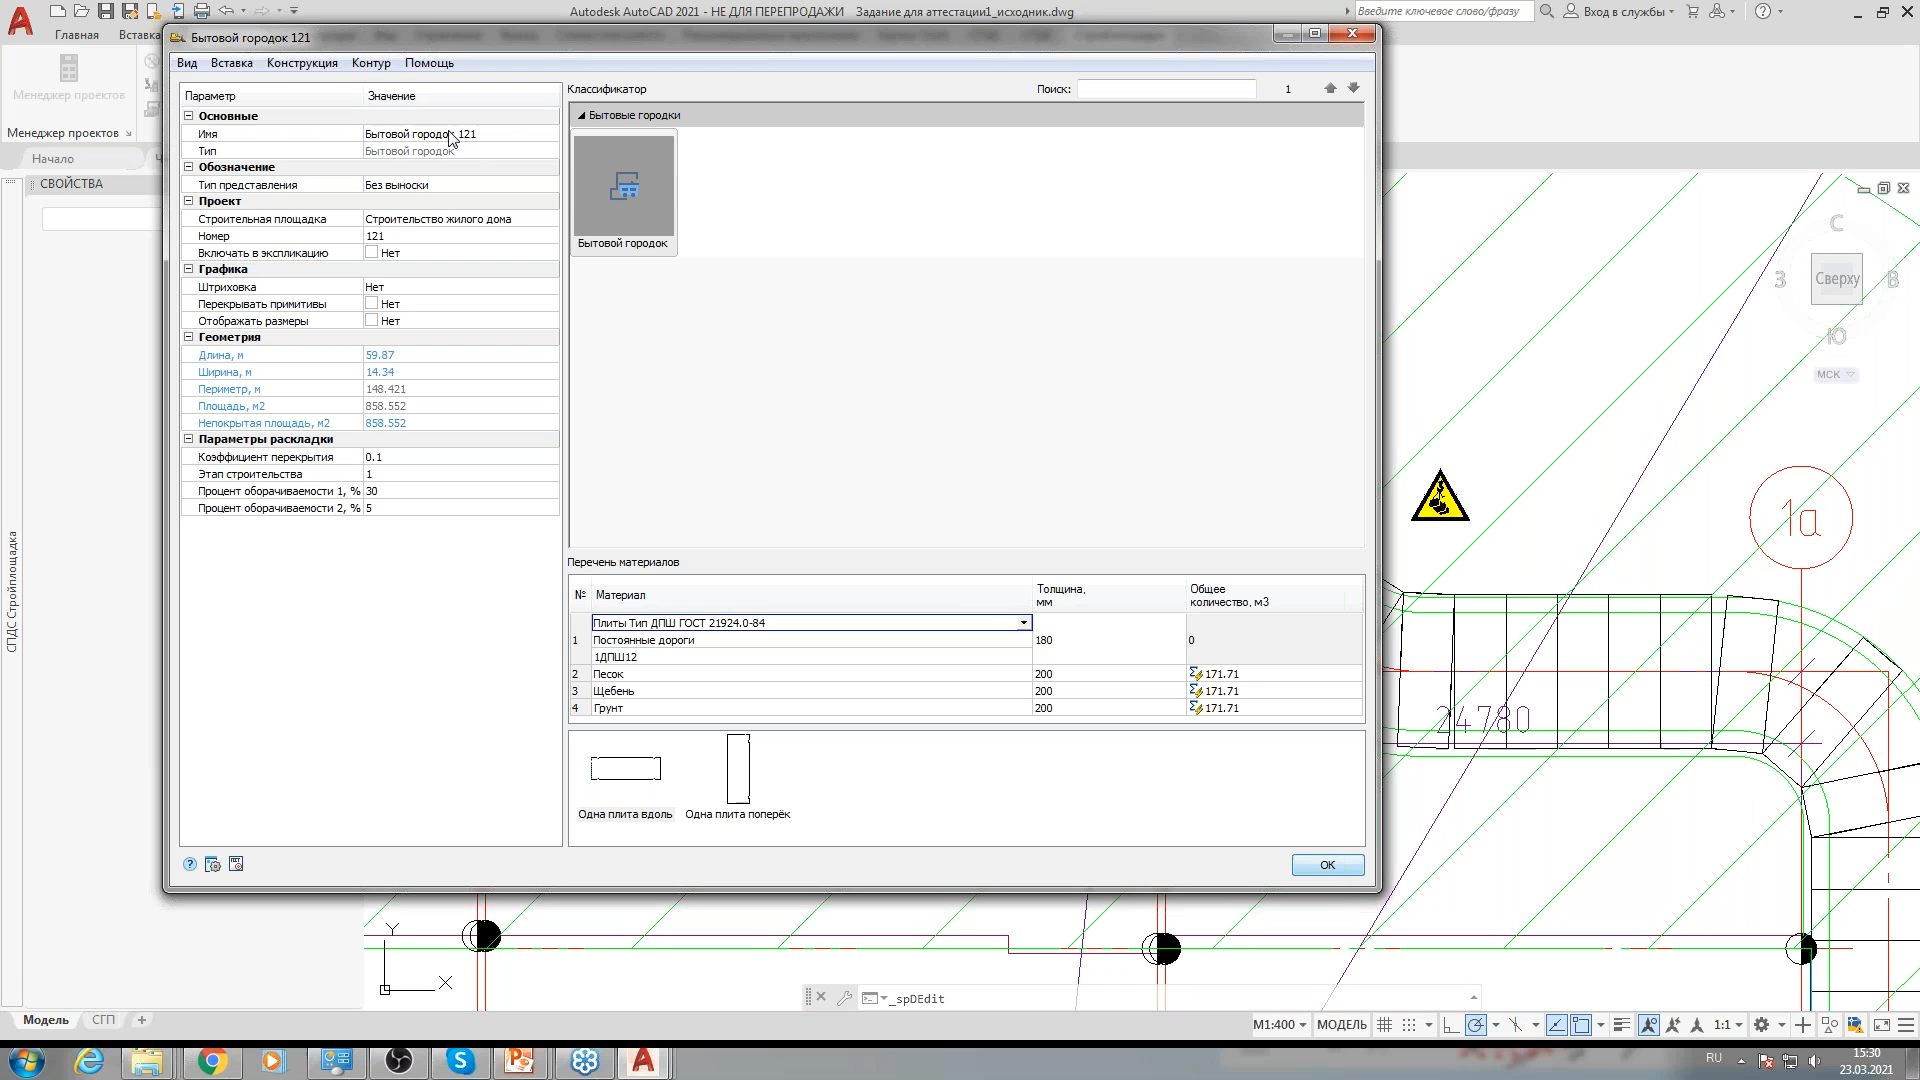 Autodesk AutoCAD 2021 - НЕ ДЛЯ ПЕРЕПРОДАЖИ Задание для аттестации1_исходник.dwg
Введите ключевое слово/фразу
Вход в службы
Главная
Вставка
Менеджер проектов
Менеджер проектов
Начало
СВОЙСТВА
СПДС Стройплощадка
Бытовой городок 121
Вид Вставка Конструкция Контур Помощь
Параметр Значение
Основные
Имя Бытовой городок 121
Тип Бытовой городок
Обозначение
Тип представления Без выноски
Проект
Строительная площадка Строительство жилого дома
Номер 121
Включать в экспликацию Нет
Графика
Штриховка Нет
Перекрывать примитивы Нет
Отображать размеры Нет
Геометрия
Длина, м 59.87
Ширина, м 14.34
Периметр, м 148.421
Площадь, м2 858.552
Непокрытая площадь, м2 858.552
Параметры раскладки
Коэффициент перекрытия 0.1
Этап строительства 1
Процент оборачиваемости 1, % 30
Процент оборачиваемости 2, % 5
Классификатор Поиск: 1
Бытовые городки
Бытовой городок
Перечень материалов
№ Материал Толщина, мм Общее количество, м3
Плиты Тип ДПШ ГОСТ 21924.0-84
1 Постоянные дороги 180 0
1ДПШ12
2 Песок 200 171.71
3 Щебень 200 171.71
4 Грунт 200 171.71
Одна плита вдоль Одна плита поперёк
OK
С
З Сверху В
Ю
МСК
1а
24780
Y
X
_spDEdit
Модель СГП +
М1:400 МОДЕЛЬ 1:1
RU
15:30
23.03.2021